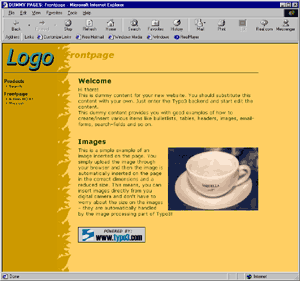 DUMMY PAGES: Frontpage - Microsoft Internet Explorer
File Edit View Favorites Tools Help
Back Stop Refresh Home Search Favorites History Mail Print
Address Links Customize Links Free Hotmail Windows Media Windows RealPlayer
Logo
Frontpage
Products
Frontpage
Welcome
Hi there!
This is dummy content for your new website. You should substitute
this content with your own. Just enter the Typo3 backend and start edit the
content.
This dummy content provides you with good examples of how to
create/insert various items like bulletlists, tables, headers, images, email-
forms, searchfields and so on.
Images
This is a simple example of an
image inserted on the page. You
simply upload the image through
your browser and then the image is
automatically inserted on the page
in the correct dimensions and a
reduced size. This means, you can
insert images directly from you
digital camera and don't have to
worry about the size on the images
- they are automatically handled
by the image processing part of Typo3!
POWERED BY:
www.typo3.com
Done
Internet